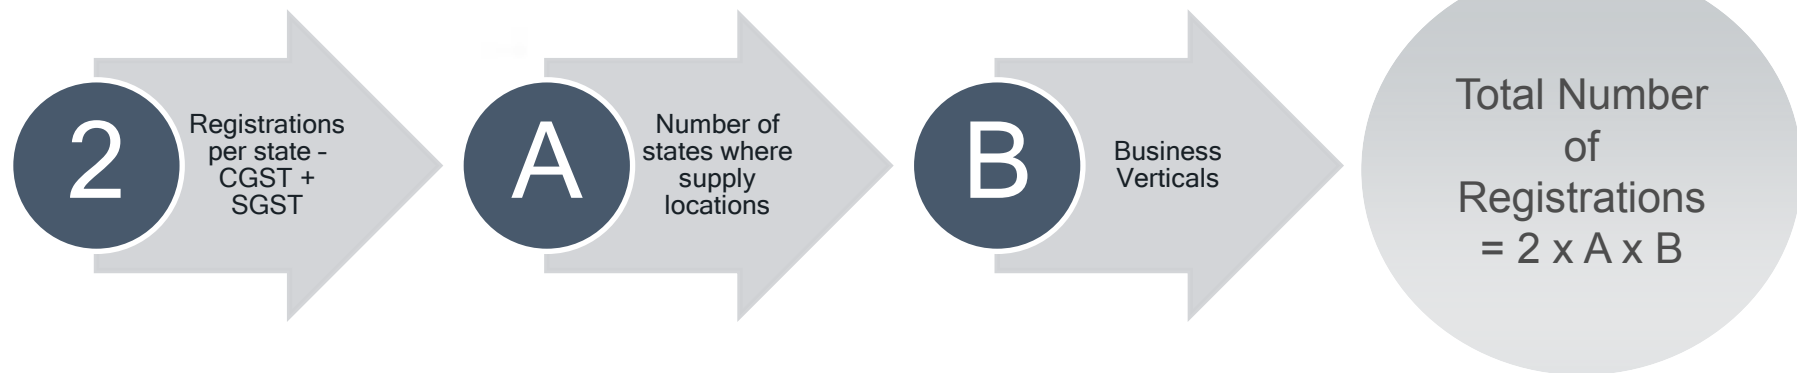 2
Registrations
per state –
CGST +
SGST
A
Number of
states where
supply
locations
B
Business
Verticals
Total Number
of
Registrations
= 2 x A x B